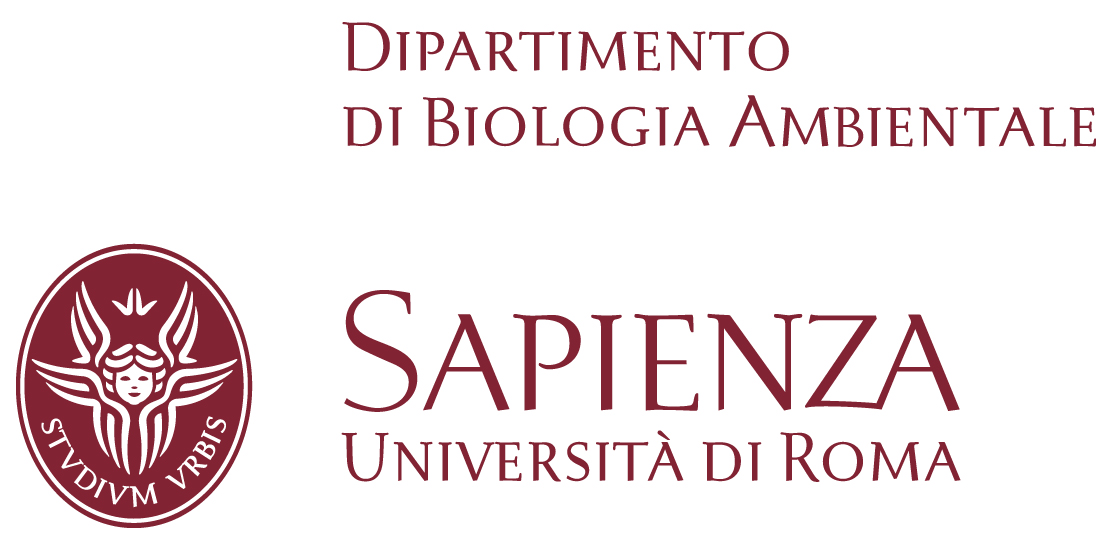 DIPARTIMENTO
DI BIOLOGIA AMBIENTALE
SAPIENZA
UNIVERSITÀ DI ROMA
STVDIVM VRBIS